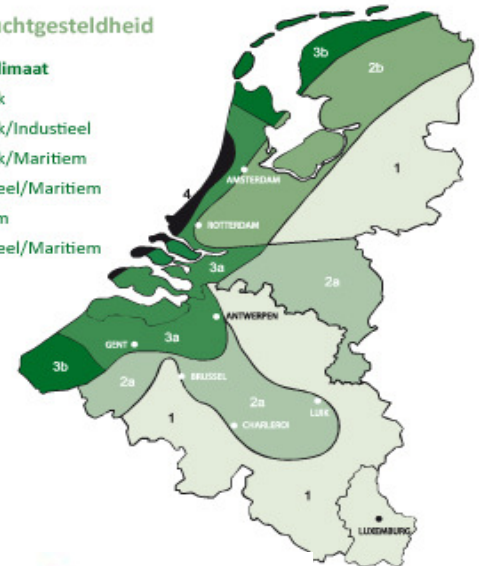 chtgesteldheid
limaat
k
k/Industieel
k/Maritiem
eel/Maritiem
m
eel/Maritiem
3b
2b
1
4
AMSTERDAM
ROTTERDAM
3a
2a
ANTWERPEN
GENT
3a
3b
2a
BRUSSEL
2a
LUIK
1
CHARLEROI
1
LUXEMBURG